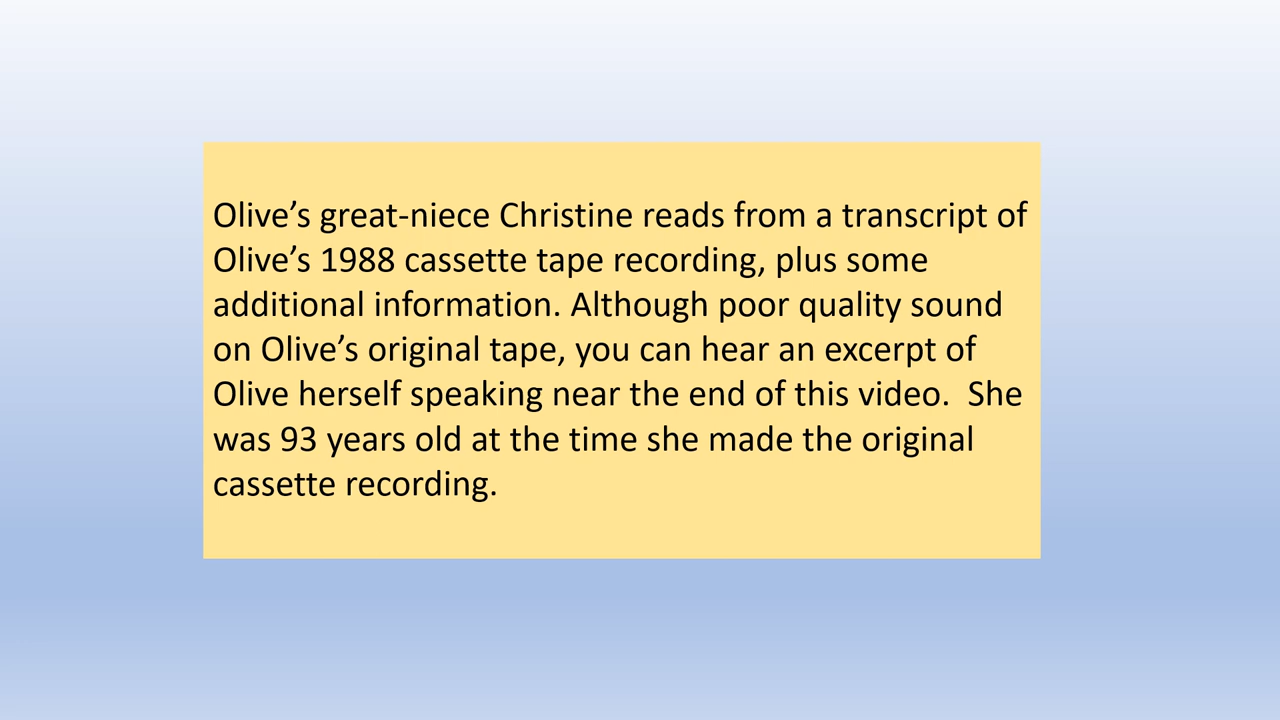 Olive’s great-niece Christine reads from a transcript of
Olive’s 1988 cassette tape recording, plus some
additional information. Although poor quality sound
on Olive’s original tape, you can hear an excerpt of
Olive herself speaking near the end of this video.  She
was 93 years old at the time she made the original
cassette recording.